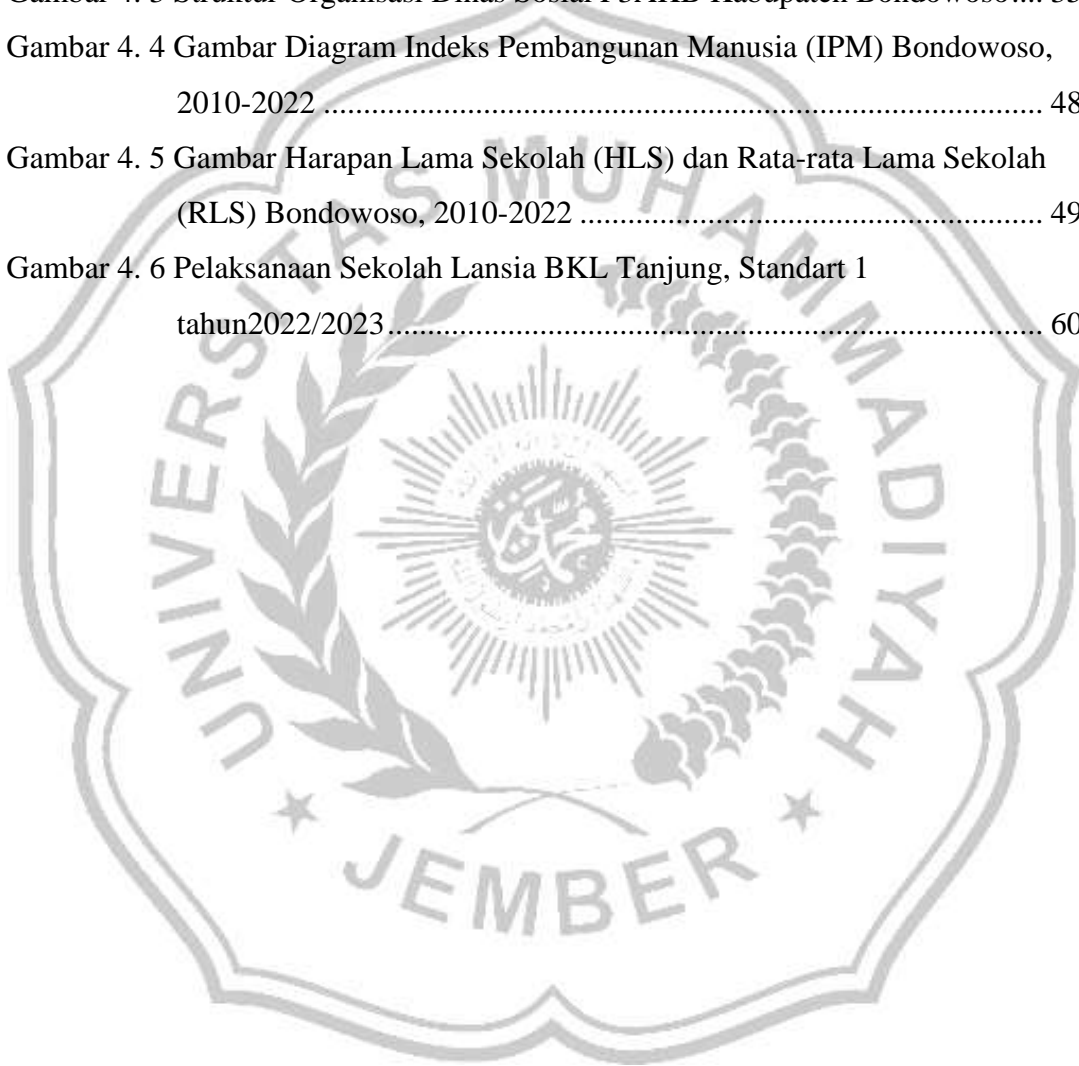 Gambar 4. 4 Gambar Diagram Indeks Pembangunan Manusia (IPM) Bondowoso,
2010-2022 ........................................................................... 48
Gambar 4. 5 Gambar Harapan Lama Sekolah (HLS) dan Rata-rata Lama Sekolah
(RLS) Bondowoso, 2010-2022 ............................................... 49
Gambar 4. 6 Pelaksanaan Sekolah Lansia BKL Tanjung, Standart 1
tahun2022/2023.................................................................. 60
UNIVERSITAS MUHAMMADIYAH
JEMBER